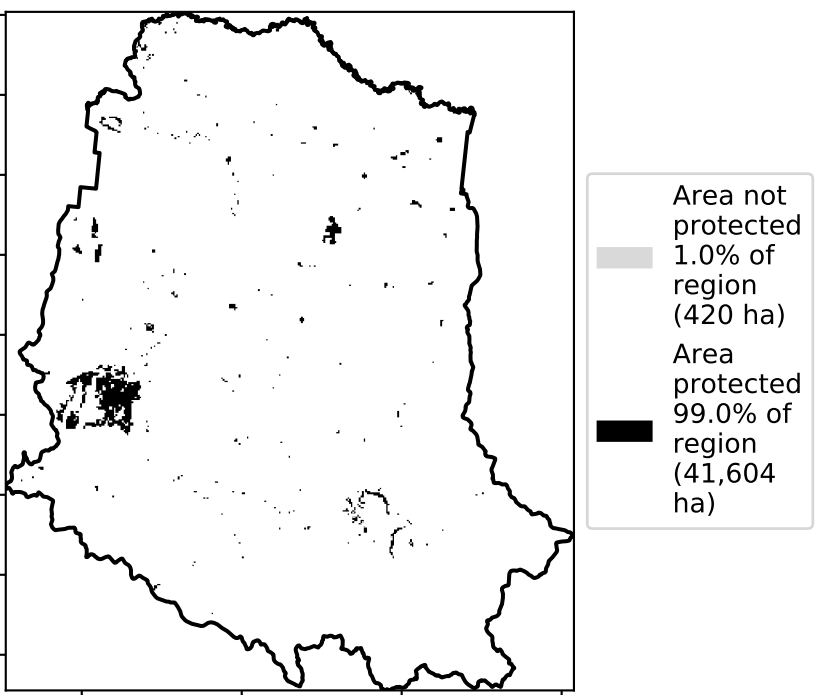 Area not
protected
1.0% of
region
(420 ha)
Area
protected
99.0% of
region
(41,604
ha)